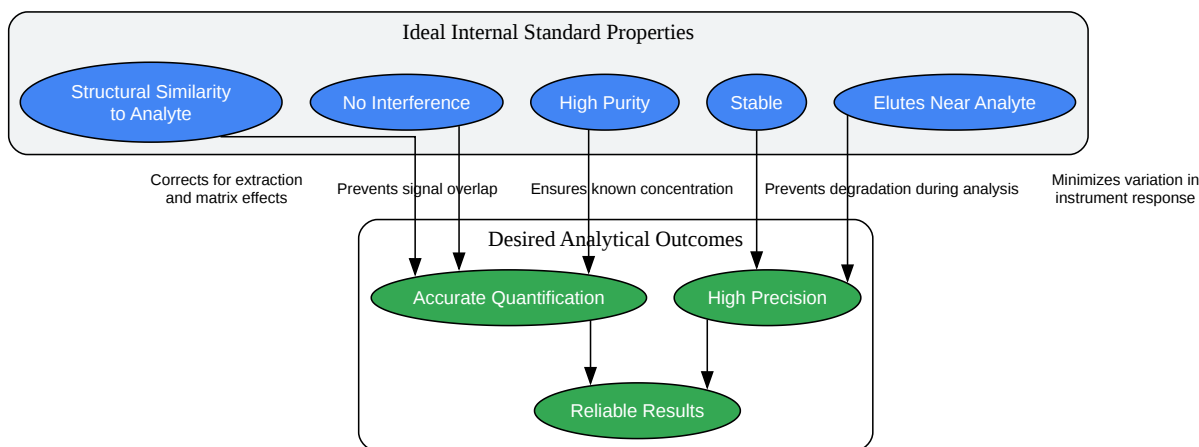 Ideal Internal Standard Properties
Structural Similarity
to Analyte
No Interference
High Purity
Stable
Elutes Near Analyte
Corrects for extraction
and matrix effects
Prevents signal overlap
Ensures known concentration
Prevents degradation during analysis
Minimizes variation in
instrument response
Desired Analytical Outcomes
Accurate Quantification
High Precision
Reliable Results